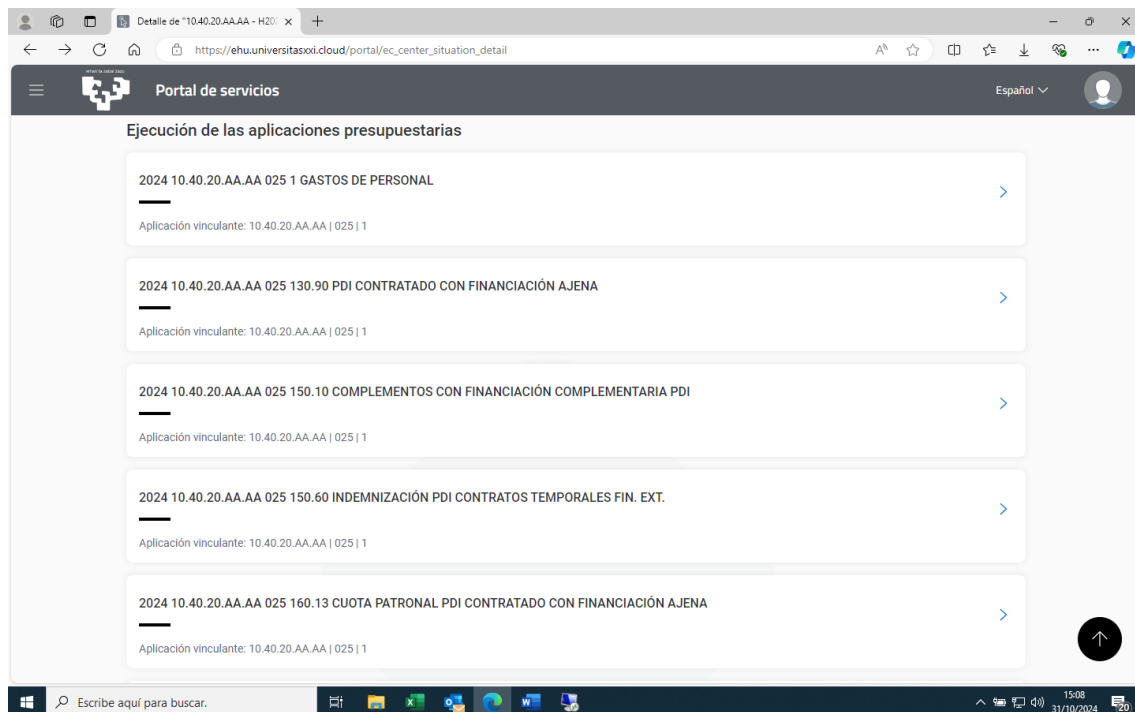 Detalle de "10.40.20.AA.AA - H20
https://ehu.universitasxxi.cloud/portal/ec_center_situation_detail
Portal de servicios
Español
Ejecución de las aplicaciones presupuestarias
2024 10.40.20.AA.AA 025 1 GASTOS DE PERSONAL
Aplicación vinculante: 10.40.20.AA.AA | 025 | 1
2024 10.40.20.AA.AA 025 130.90 PDI CONTRATADO CON FINANCIACIÓN AJENA
Aplicación vinculante: 10.40.20.AA.AA | 025 | 1
2024 10.40.20.AA.AA 025 150.10 COMPLEMENTOS CON FINANCIACIÓN COMPLEMENTARIA PDI
Aplicación vinculante: 10.40.20.AA.AA | 025 | 1
2024 10.40.20.AA.AA 025 150.60 INDEMNIZACIÓN PDI CONTRATOS TEMPORALES FIN. EXT.
Aplicación vinculante: 10.40.20.AA.AA | 025 | 1
2024 10.40.20.AA.AA 025 160.13 CUOTA PATRONAL PDI CONTRATADO CON FINANCIACIÓN AJENA
Aplicación vinculante: 10.40.20.AA.AA | 025 | 1
Escribe aquí para buscar.
15:08
31/10/2024
20